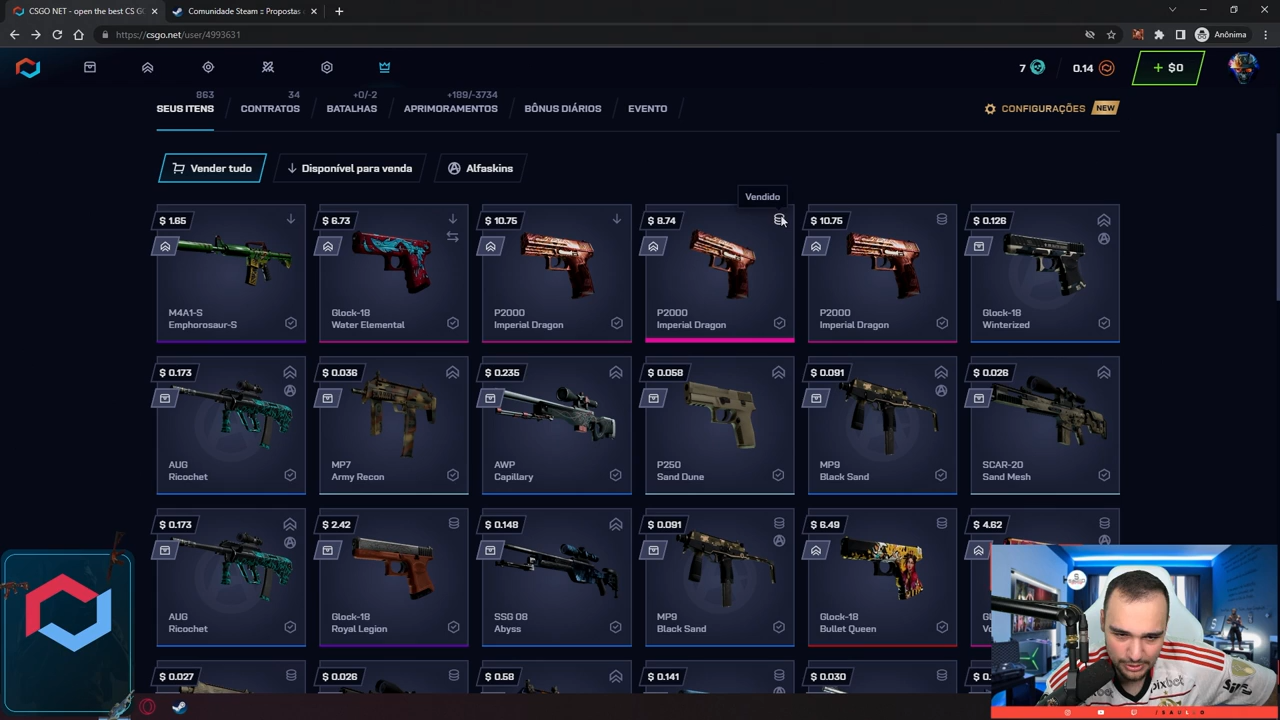 CSGO NET - open the best CS G
Comunidade Steam :: Propostas
https://csgo.net/user/4993631
Anônima
7
0.14
+ $0
863
34
+0/-2
+189/-3734
SEUS ITENS
CONTRATOS
BATALHAS
APRIMORAMENTOS
BÔNUS DIÁRIOS
EVENTO
CONFIGURAÇÕES
NEW
Vender tudo
Disponível para venda
Alfaskins
Vendido
$ 1.65
$ 6.73
$ 10.75
$ 8.74
$ 10.75
$ 0.126
M4A1-S
Emphorosaur-S
Glock-18
Water Elemental
P2000
Imperial Dragon
P2000
Imperial Dragon
P2000
Imperial Dragon
Glock-18
Winterized
$ 0.173
$ 0.036
$ 0.235
$ 0.058
$ 0.091
$ 0.026
AUG
Ricochet
MP7
Army Recon
AWP
Capillary
P250
Sand Dune
MP9
Black Sand
SCAR-20
Sand Mesh
$ 0.173
$ 2.42
$ 0.148
$ 0.091
$ 6.49
$ 4.62
AUG
Ricochet
Glock-18
Royal Legion
SSG 08
Abyss
MP9
Black Sand
Glock-18
Bullet Queen
$ 0.027
$ 0.026
$ 0.58
$ 0.141
$ 0.030
pixbet
/SAULO